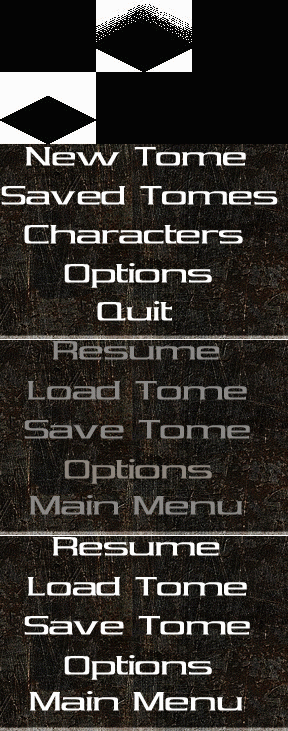 New Tome
Saved Tomes
Characters
Options
Quit
Resume
Load Tome
Save Tome
Options
Main Menu
Resume
Load Tome
Save Tome
Options
Main Menu